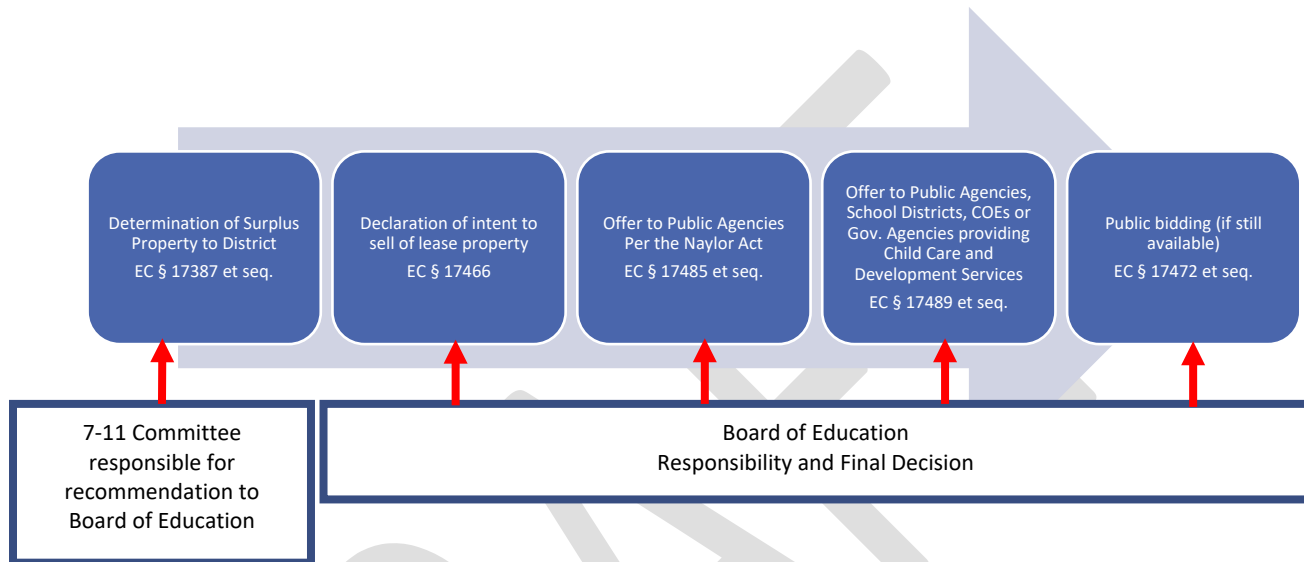 Determination of Surplus
Property to District
EC § 17387 et seq.
Declaration of intent to
sell of lease property
EC § 17466
Offer to Public Agencies
Per the Naylor Act
EC § 17485 et seq.
Offer to Public Agencies,
School Districts, COEs or
Gov. Agencies providing
Child Care and
Development Services
EC § 17489 et seq.
Public bidding (if still
available)
EC § 17472 et seq.
7-11 Committee
responsible for
recommendation to
Board of Education
Board of Education
Responsibility and Final Decision